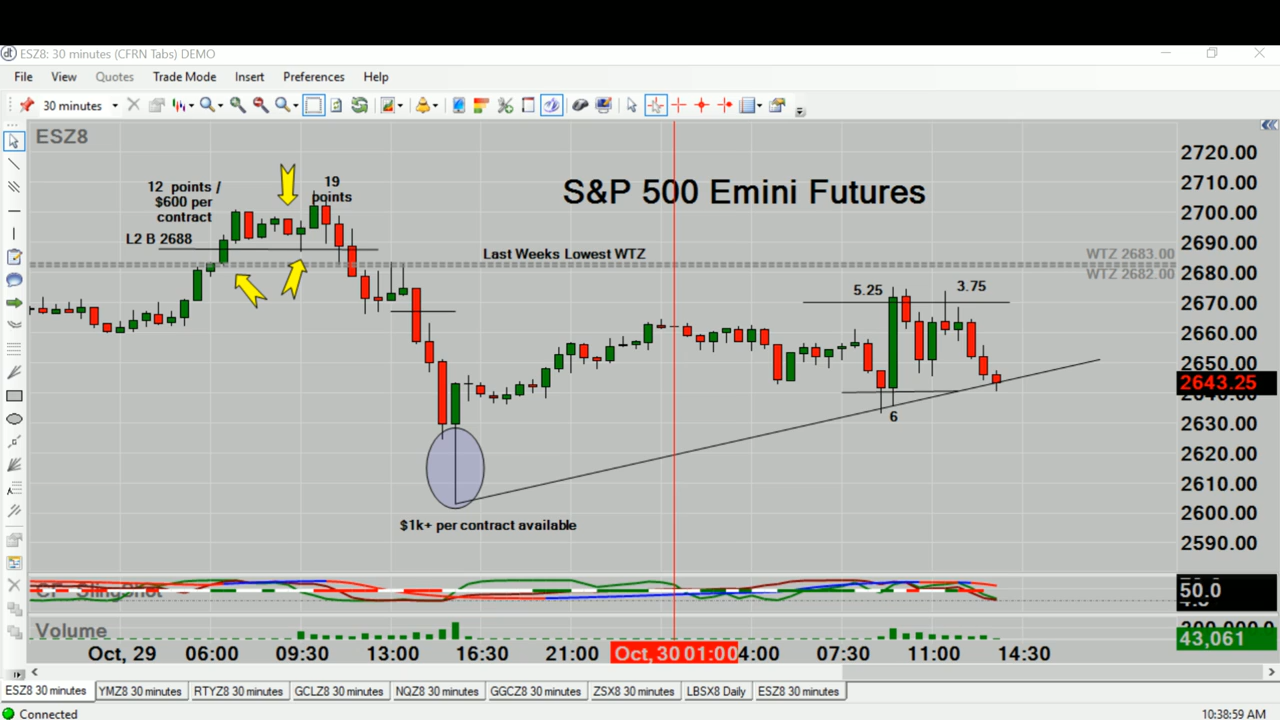 ESZ8: 30 minutes (CFRN Tabs) DEMO
File View Quotes Trade Mode Insert Preferences Help
30 minutes
ESZ8
S&P 500 Emini Futures
12 points /
$600 per
contract
19
points
L2 B 2688
Last Weeks Lowest WTZ
WTZ 2683.00
WTZ 2682.00
5.25
3.75
6
$1k+ per contract available
2720.00
2710.00
2700.00
2690.00
2680.00
2670.00
2660.00
2650.00
2643.25
2630.00
2620.00
2610.00
2600.00
2590.00
CF Slingshot
50.0
Volume
43,061
Oct, 29 06:00 09:30 13:00 16:30 21:00 Oct, 30 01:00 4:00 07:30 11:00 14:30
ESZ8 30 minutes YMZ8 30 minutes RTYZ8 30 minutes GCLZ8 30 minutes NQZ8 30 minutes GGCZ8 30 minutes ZSX8 30 minutes LBSX8 Daily ESZ8 30 minutes
Connected 10:38:59 AM